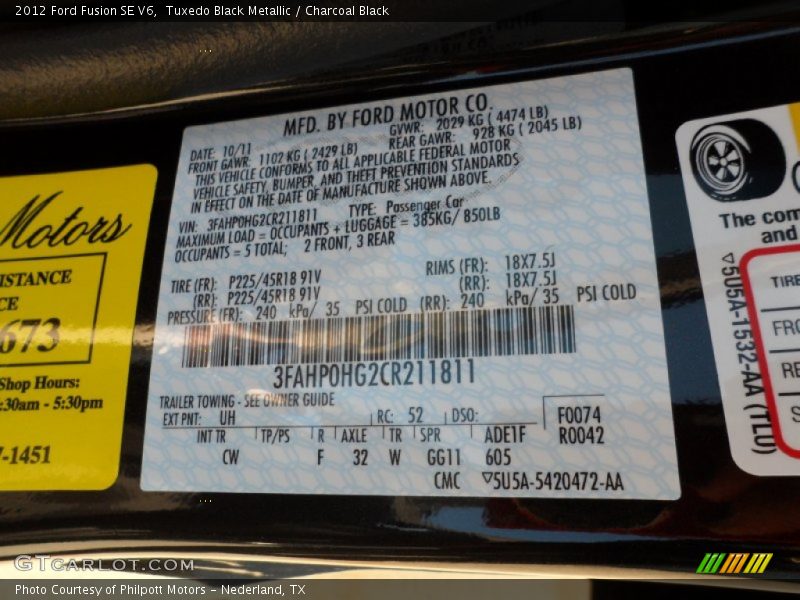 2012 Ford Fusion SE V6,  Tuxedo Black Metallic / Charcoal Black
Motors
ISTANCE
CE
673
Shop Hours:
:30am - 5:30pm
-1451
MFD. BY FORD MOTOR CO.
DATE: 10/11 GVWR: 2029 KG ( 4474 LB)
FRONT GAWR: 1102 KG ( 2429 LB) REAR GAWR: 928 KG ( 2045 LB)
THIS VEHICLE CONFORMS TO ALL APPLICABLE FEDERAL MOTOR
VEHICLE SAFETY, BUMPER, AND THEFT PREVENTION STANDARDS
IN EFFECT ON THE DATE OF MANUFACTURE SHOWN ABOVE.
VIN: 3FAHP0HG2CR211811 TYPE: Passenger Car
MAXIMUM LOAD = OCCUPANTS + LUGGAGE = 385KG/ 850LB
OCCUPANTS = 5 TOTAL; 2 FRONT, 3 REAR
TIRE (FR): P225/45R18 91V RIMS (FR): 18X7.5J
(RR): P225/45R18 91V (RR): 18X7.5J
PRESSURE (FR): 240 kPa/ 35 PSI COLD (RR): 240 kPa/ 35 PSI COLD
3FAHP0HG2CR211811
TRAILER TOWING - SEE OWNER GUIDE
EXT PNT: UH RC: 52 DSO: F0074
R0042
INT TR TP/PS R AXLE TR SPR ADE1F
CW F 32 W GG11 605
CMC ▽5U5A-5420472-AA
The com
and
TIRE
FRO
RE
S
▽5U5A-1532-AA (TLU)
GTCARLOT.COM
Photo Courtesy of Philpott Motors – Nederland, TX